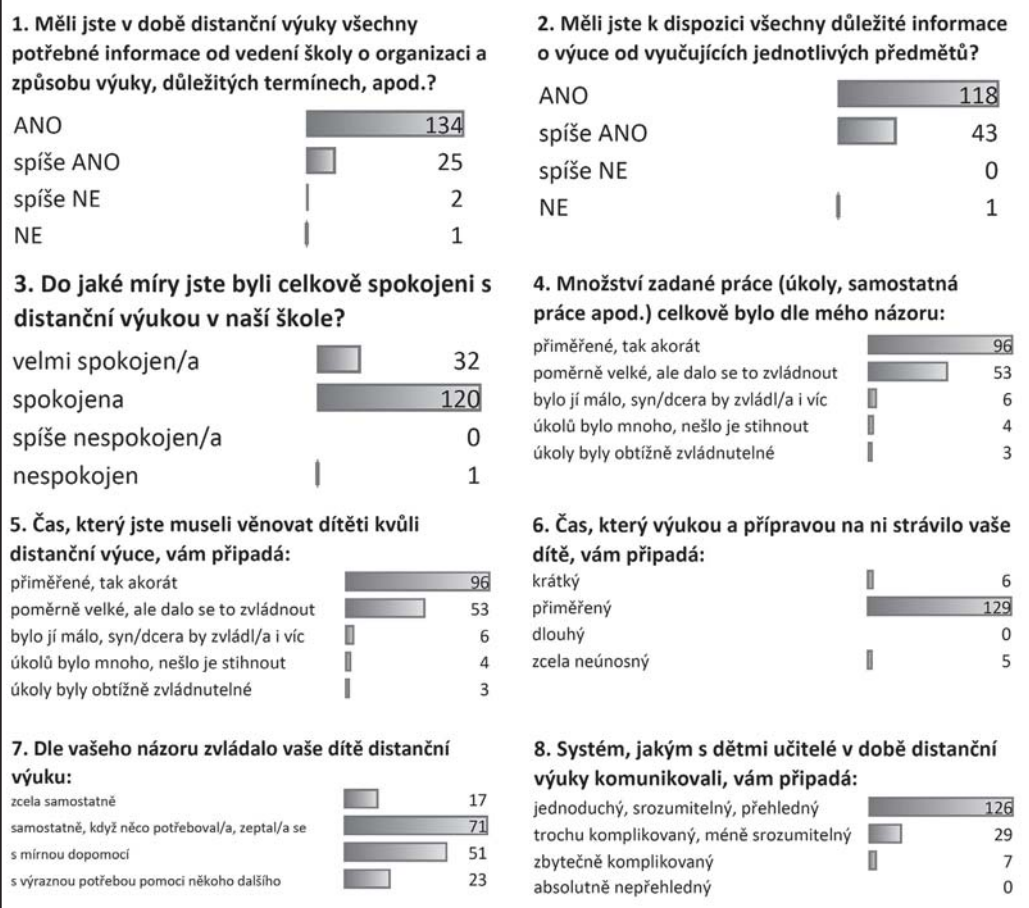 1. Měli jste v době distanční výuky všechny
potřebné informace od vedení školy o organizaci a
způsobu výuky, důležitých termínech, apod.?
ANO 134
spíše ANO 25
spíše NE 2
NE 1
2. Měli jste k dispozici všechny důležité informace
o výuce od vyučujících jednotlivých předmětů?
ANO 118
spíše ANO 43
spíše NE 0
NE 1
3. Do jaké míry jste byli celkově spokojeni s
distanční výukou v naší škole?
velmi spokojen/a 32
spokojena 120
spíše nespokojen/a 0
nespokojen 1
4. Množství zadané práce (úkoly, samostatná
práce apod.) celkově bylo dle mého názoru:
přiměřené, tak akorát 96
poměrně velké, ale dalo se to zvládnout 53
bylo jí málo, syn/dcera by zvládl/a i víc 6
úkolů bylo mnoho, nešlo je stihnout 4
úkoly byly obtížně zvládnutelné 3
5. Čas, který jste museli věnovat dítěti kvůli
distanční výuce, vám připadá:
přiměřené, tak akorát 96
poměrně velké, ale dalo se to zvládnout 53
bylo jí málo, syn/dcera by zvládl/a i víc 6
úkolů bylo mnoho, nešlo je stihnout 4
úkoly byly obtížně zvládnutelné 3
6. Čas, který výukou a přípravou na ni strávilo vaše
dítě, vám připadá:
krátký 6
přiměřený 129
dlouhý 0
zcela neúnosný 5
7. Dle vašeho názoru zvládalo vaše dítě distanční
výuku:
zcela samostatně 17
samostatně, když něco potřeboval/a, zeptal/a se 71
s mírnou dopomocí 51
s výraznou potřebou pomoci někoho dalšího 23
8. Systém, jakým s dětmi učitelé v době distanční
výuky komunikovali, vám připadá:
jednoduchý, srozumitelný, přehledný 126
trochu komplikovaný, méně srozumitelný 29
zbytečně komplikovaný 7
absolutně nepřehledný 0